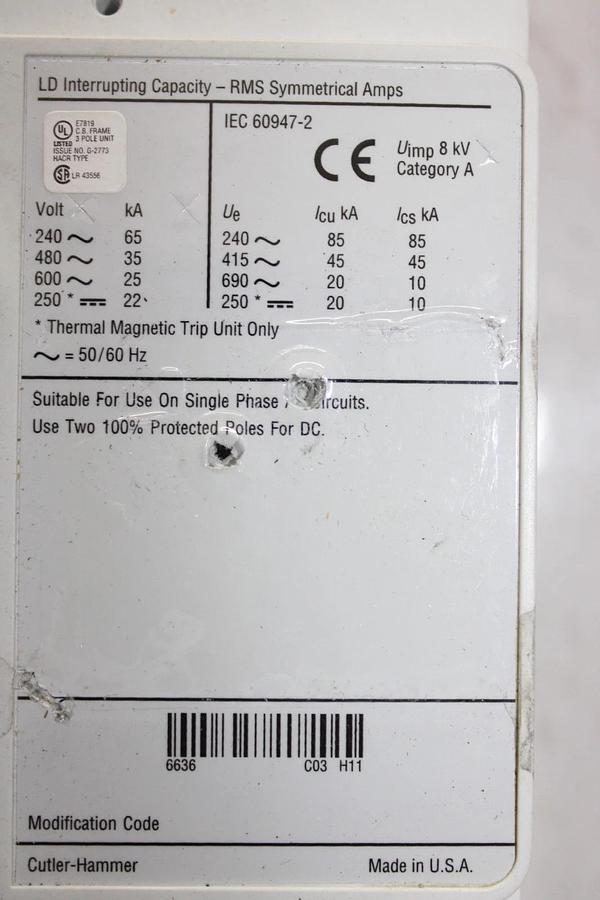 LD Interrupting Capacity – RMS Symmetrical Amps
UL
LISTED
E7819
C.B. FRAME
3 POLE UNIT
ISSUE NO. G-2773
HACR TYPE
SA LR 43556
IEC 60947-2
CE
Uimp 8 kV
Category A
Volt kA
240 ~ 65
480 ~ 35
600 ~ 25
250 * ⎓ 22
Ue Icu kA Ics kA
240 ~ 85 85
415 ~ 45 45
690 ~ 20 10
250 * ⎓ 20 10
* Thermal Magnetic Trip Unit Only
~ = 50/60 Hz
Suitable For Use On Single Phase
Use Two 100% Protected Poles For DC.
6636 C03 H11
Modification Code
Cutler-Hammer Made in U.S.A.